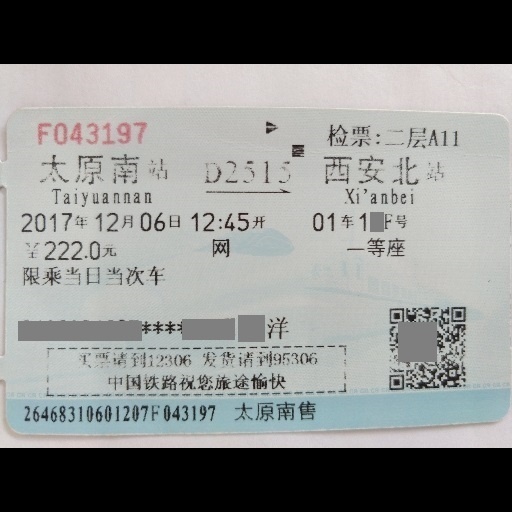 F043197 检票:二层A11
太原南站 D2515 西安北站
Taiyuannan Xi'anbei
2017年12月06日 12:45开 01车1 F号
￥222.0元 网 一等座
限乘当日当次车
***洋
买票请到12306 发货请到95306
中国铁路祝您旅途愉快
26468310601207F043197 太原南售